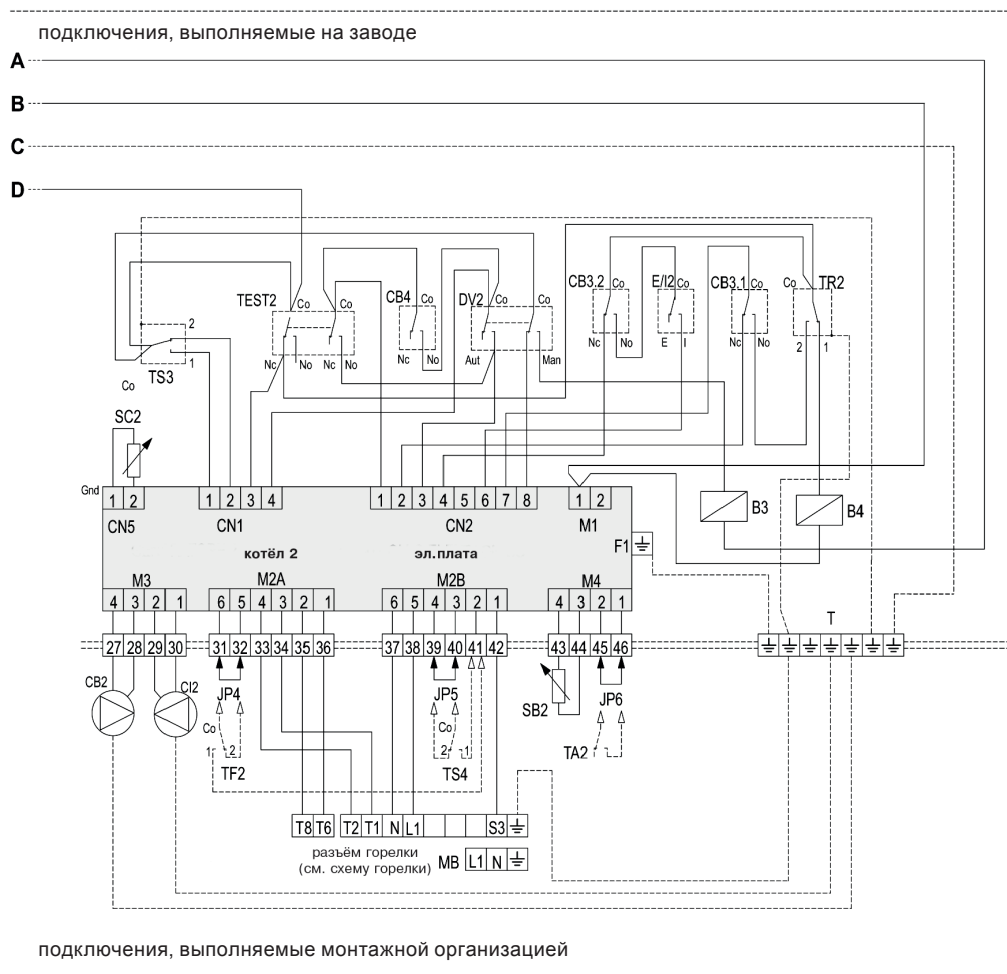 подключения, выполняемые на заводе
A
B
C
D
TEST2 Co Co CB4 Co DV2 Co Co CB3.2 Co E/I2 Co CB3.1 Co Co TR2
2
1
TS3
Co
Nc No Nc No Nc No Aut Man Nc No E I Nc No 2 1
SC2
Gnd
1 2 1 2 3 4 1 2 3 4 5 6 7 8 1 2
CN5 CN1 CN2 M1
B3 B4
котёл 2 эл.плата F1
M3 M2A M2B M4
4 3 2 1 6 5 4 3 2 1 6 5 4 3 2 1 4 3 2 1
T
27 28 29 30 31 32 33 34 35 36 37 38 39 40 41 42 43 44 45 46
CB2 CI2 JP4 JP5 SB2 JP6
Co Co
1 2 2 1 TA2
TF2 TS4
T8 T6 T2 T1 N L1 S3
разъём горелки
(см. схему горелки) MB L1 N
подключения, выполняемые монтажной организацией